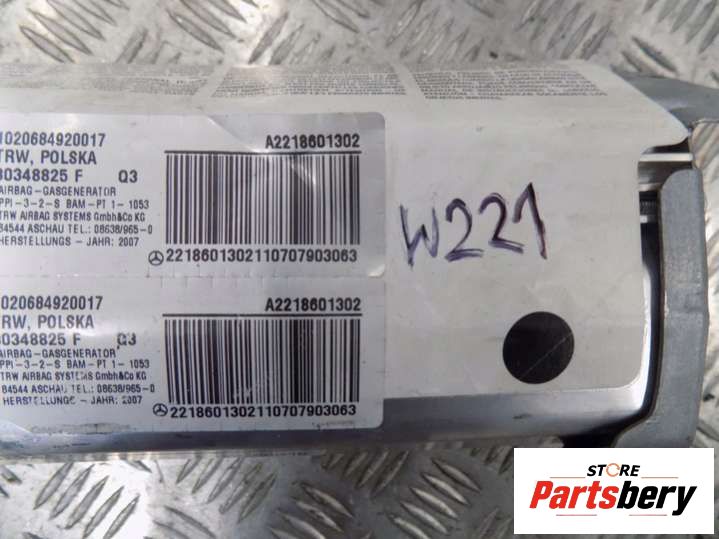 1020684920017
A2218601302
TRW, POLSKA
30348825 F Q3
AIRBAG-GASGENERATOR
PPI-3-2-S BAM-PT 1-1053
TRW AIRBAG SYSTEMS GmbH&Co KG
84544 ASCHAU TEL.: 08638/965-0
HERSTELLUNGS - JAHR: 2007
2218601302110707903063
W221
1020684920017
A2218601302
TRW, POLSKA
30348825 F Q3
AIRBAG-GASGENERATOR
PPI-3-2-S BAM-PT 1-1053
TRW AIRBAG SYSTEMS GmbH&Co KG
84544 ASCHAU TEL.: 08638/965-0
HERSTELLUNGS - JAHR: 2007
2218601302110707903063
STORE
Partsbery